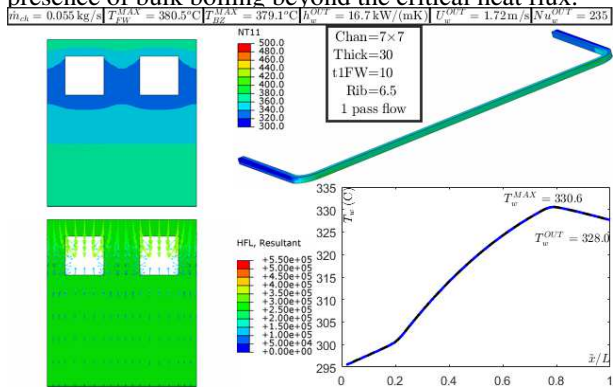 presence of bulk boiling beyond the critical heat flux.
ṁ_ch = 0.055 kg/s T_FW^MAX = 380.5°C T_BZ^MAX = 379.1°C h_w^OUT = 16.7 kW/(mK) U_w^OUT = 1.72 m/s Nu_w^OUT = 235
NT11
500.0
480.0
460.0
440.0
420.0
400.0
380.0
360.0
340.0
320.0
300.0
Chan=7×7
Thick=30
t1FW=10
Rib=6.5
1 pass flow
HFL, Resultant
+5.50e+05
+5.00e+05
+4.50e+05
+4.00e+05
+3.50e+05
+3.00e+05
+2.50e+05
+2.00e+05
+1.50e+05
+1.00e+05
+5.00e+04
+0.00e+00
T_w (C)
335
330
325
320
315
310
305
300
295
T_w^MAX = 330.6
T_w^OUT = 328.0
x̃/L
0 0.2 0.4 0.6 0.8 1